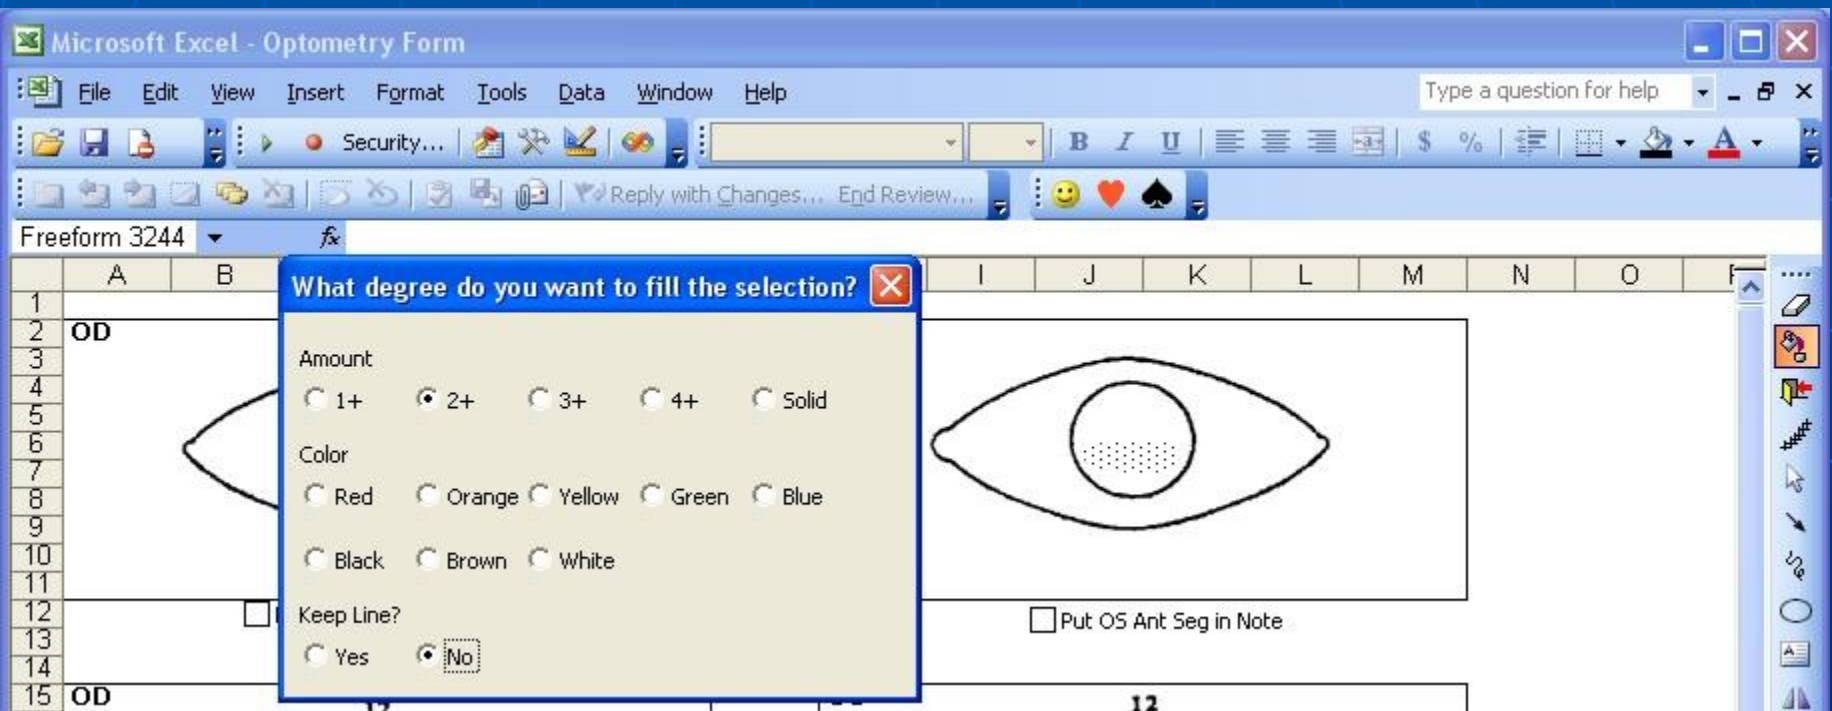 Microsoft Excel - Optometry Form
File Edit View Insert Format Tools Data Window Help Type a question for help
Security... B I U $ %
Reply with Changes... End Review...
Freeform 3244 fx
A B I J K L M N O
What degree do you want to fill the selection?
1
2 OD
3
Amount
4
1+ 2+ 3+ 4+ Solid
5
6
Color
7
8
Red Orange Yellow Green Blue
9
10
Black Brown White
11
12
Keep Line? Put OS Ant Seg in Note
13
Yes No
14
15 OD 12